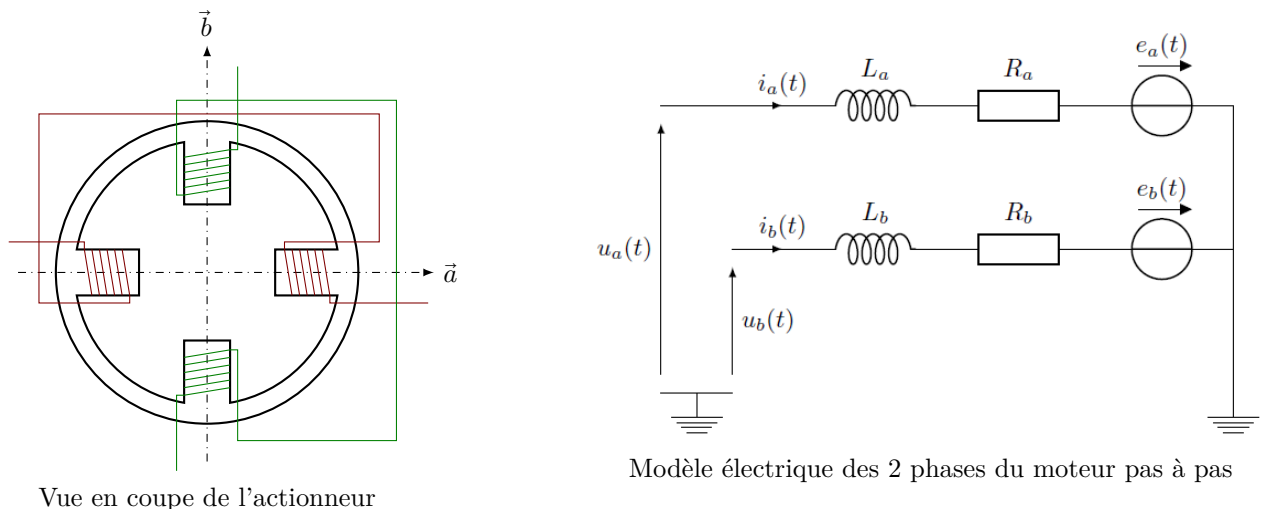 b⃗
a⃗
Vue en coupe de l'actionneur
e_a(t)
i_a(t) L_a R_a
e_b(t)
i_b(t) L_b R_b
u_a(t)
u_b(t)
Modèle électrique des 2 phases du moteur pas à pas